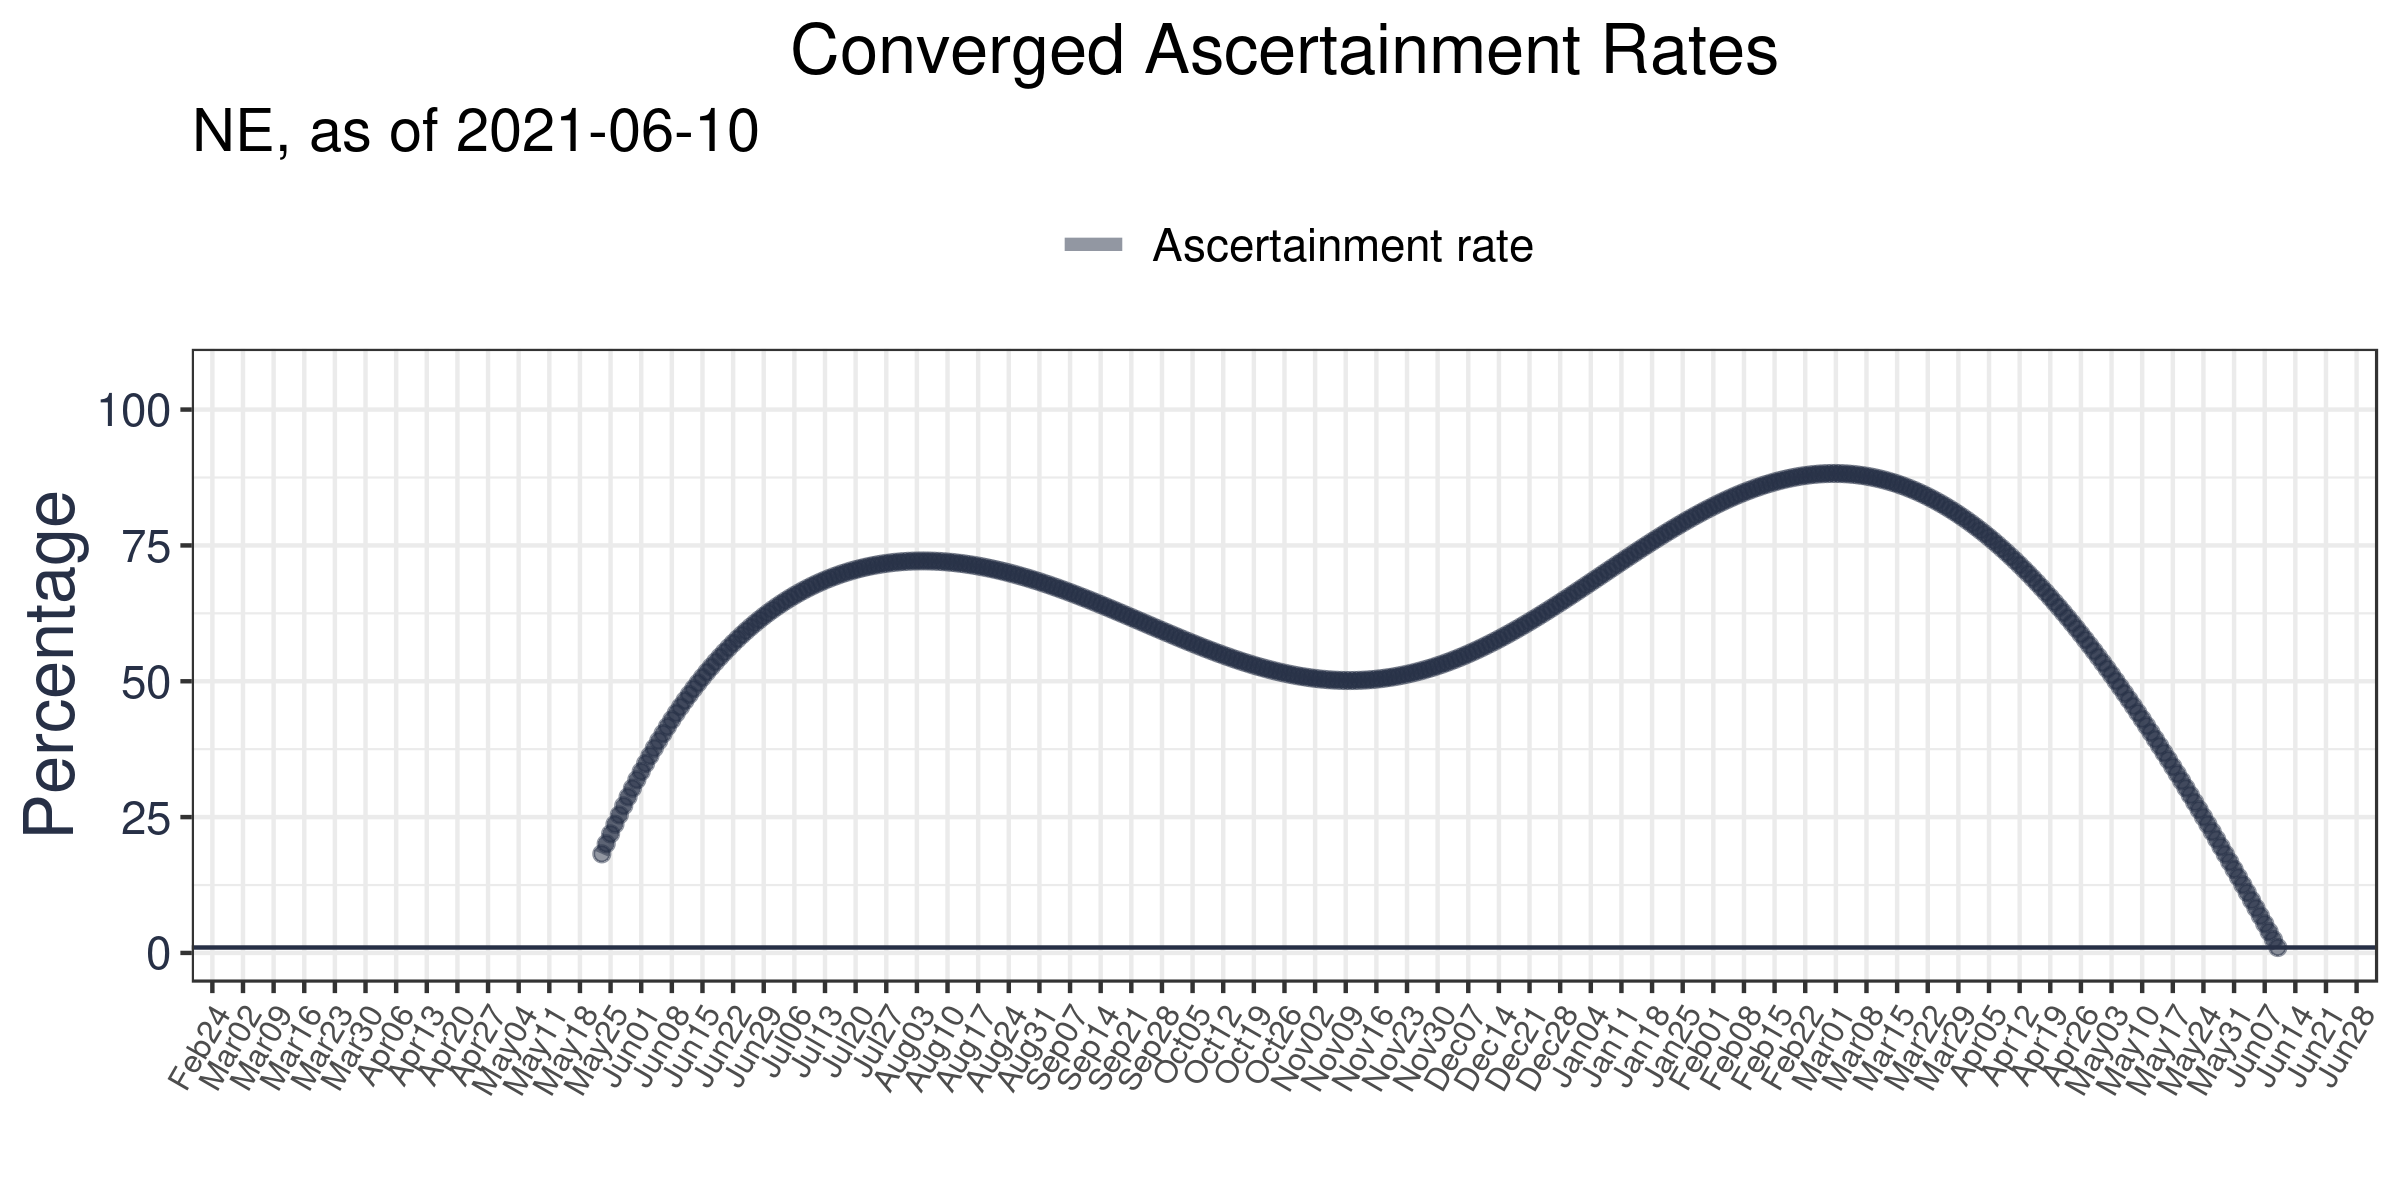 Converged Ascertainment Rates
NE, as of 2021-06-10
Ascertainment rate
Percentage
100
75
50
25
0
Feb24
Mar02
Mar09
Mar16
Mar23
Mar30
Apr06
Apr13
Apr20
Apr27
May04
May11
May18
May25
Jun01
Jun08
Jun15
Jun22
Jun29
Jul06
Jul13
Jul20
Jul27
Aug03
Aug10
Aug17
Aug24
Aug31
Sep07
Sep14
Sep21
Sep28
Oct05
Oct12
Oct19
Oct26
Nov02
Nov09
Nov16
Nov23
Nov30
Dec07
Dec14
Dec21
Dec28
Dec04
Jan11
Jan18
Jan25
Feb01
Feb08
Feb15
Feb22
Mar01
Mar08
Mar15
Mar22
Mar29
Apr05
Apr12
Apr19
Apr26
May03
May10
May17
May24
May31
Jun07
Jun14
Jun21
Jun28